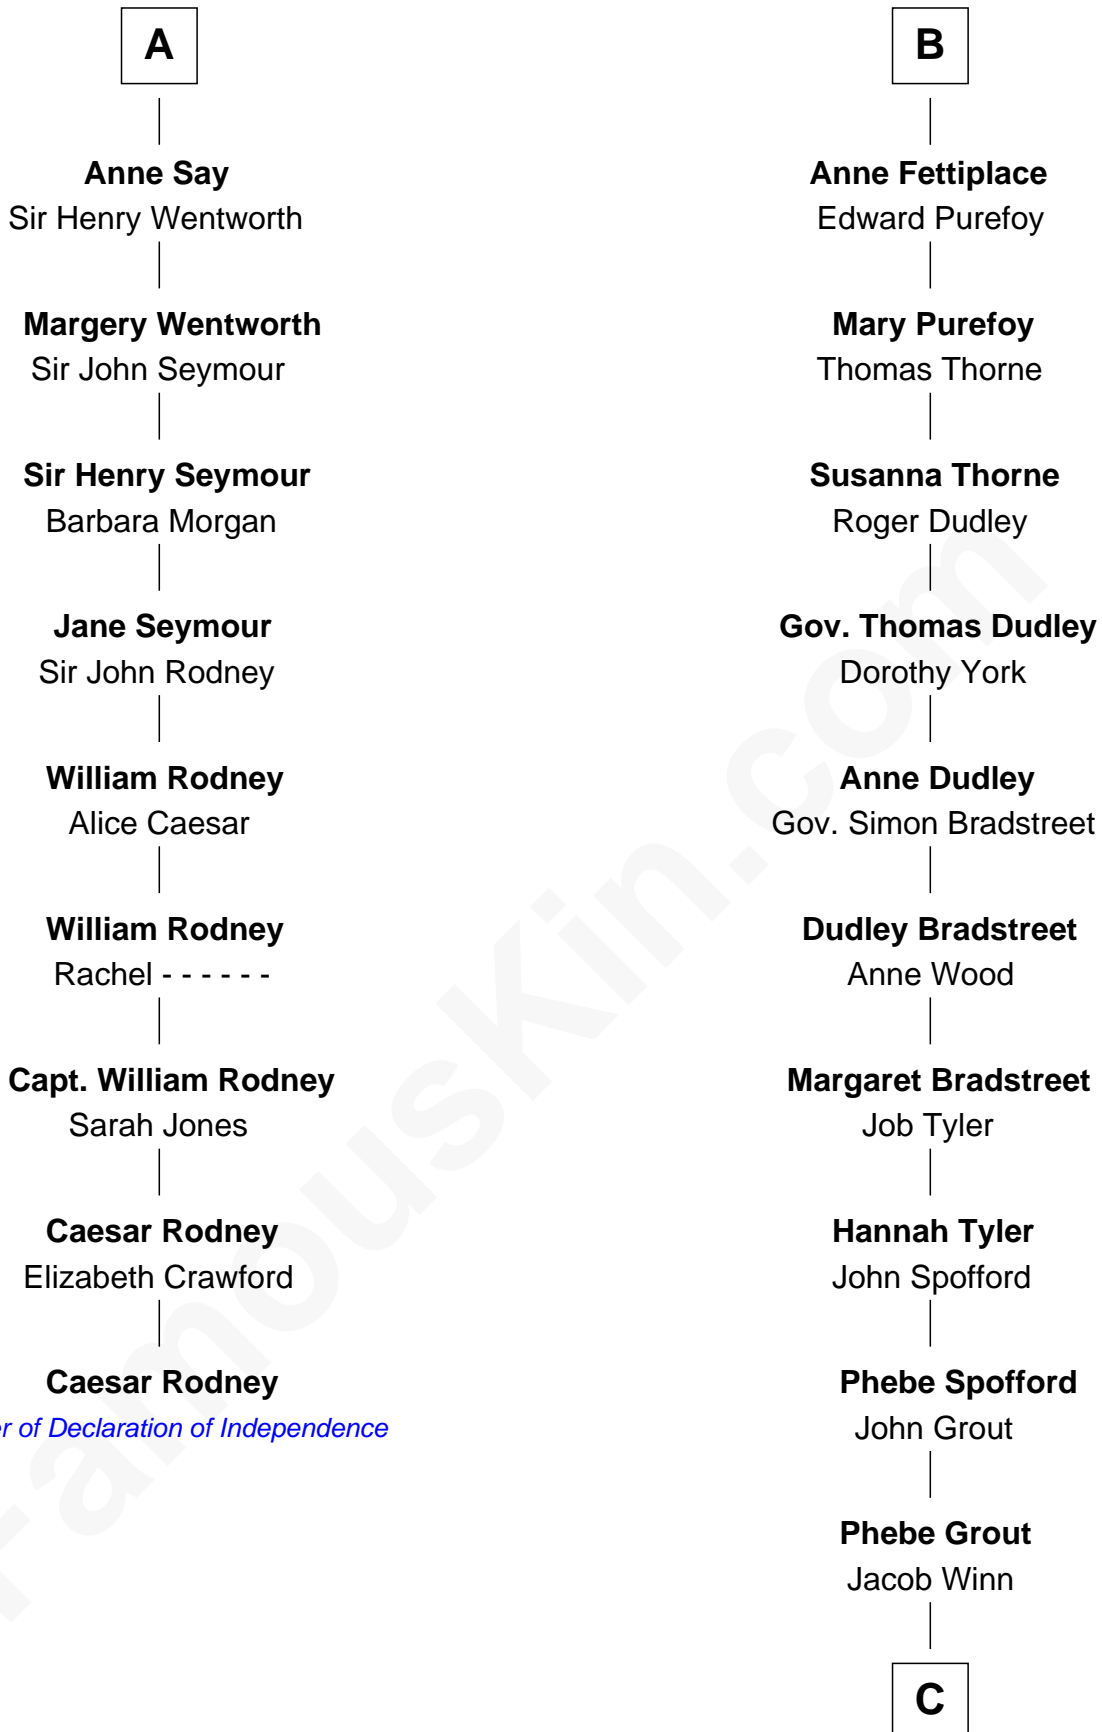 A
Anne Say
Sir Henry Wentworth
Margery Wentworth
Sir John Seymour
Sir Henry Seymour
Barbara Morgan
Jane Seymour
Sir John Rodney
William Rodney
Alice Caesar
William Rodney
Rachel - - - - - -
Capt. William Rodney
Sarah Jones
Caesar Rodney
Elizabeth Crawford
Caesar Rodney
of Declaration of Independence
B
Anne Fettiplace
Edward Purefoy
Mary Purefoy
Thomas Thorne
Susanna Thorne
Roger Dudley
Gov. Thomas Dudley
Dorothy York
Anne Dudley
Gov. Simon Bradstreet
Dudley Bradstreet
Anne Wood
Margaret Bradstreet
Job Tyler
Hannah Tyler
John Spofford
Phebe Spofford
John Grout
Phebe Grout
Jacob Winn
C
FamousKin.com